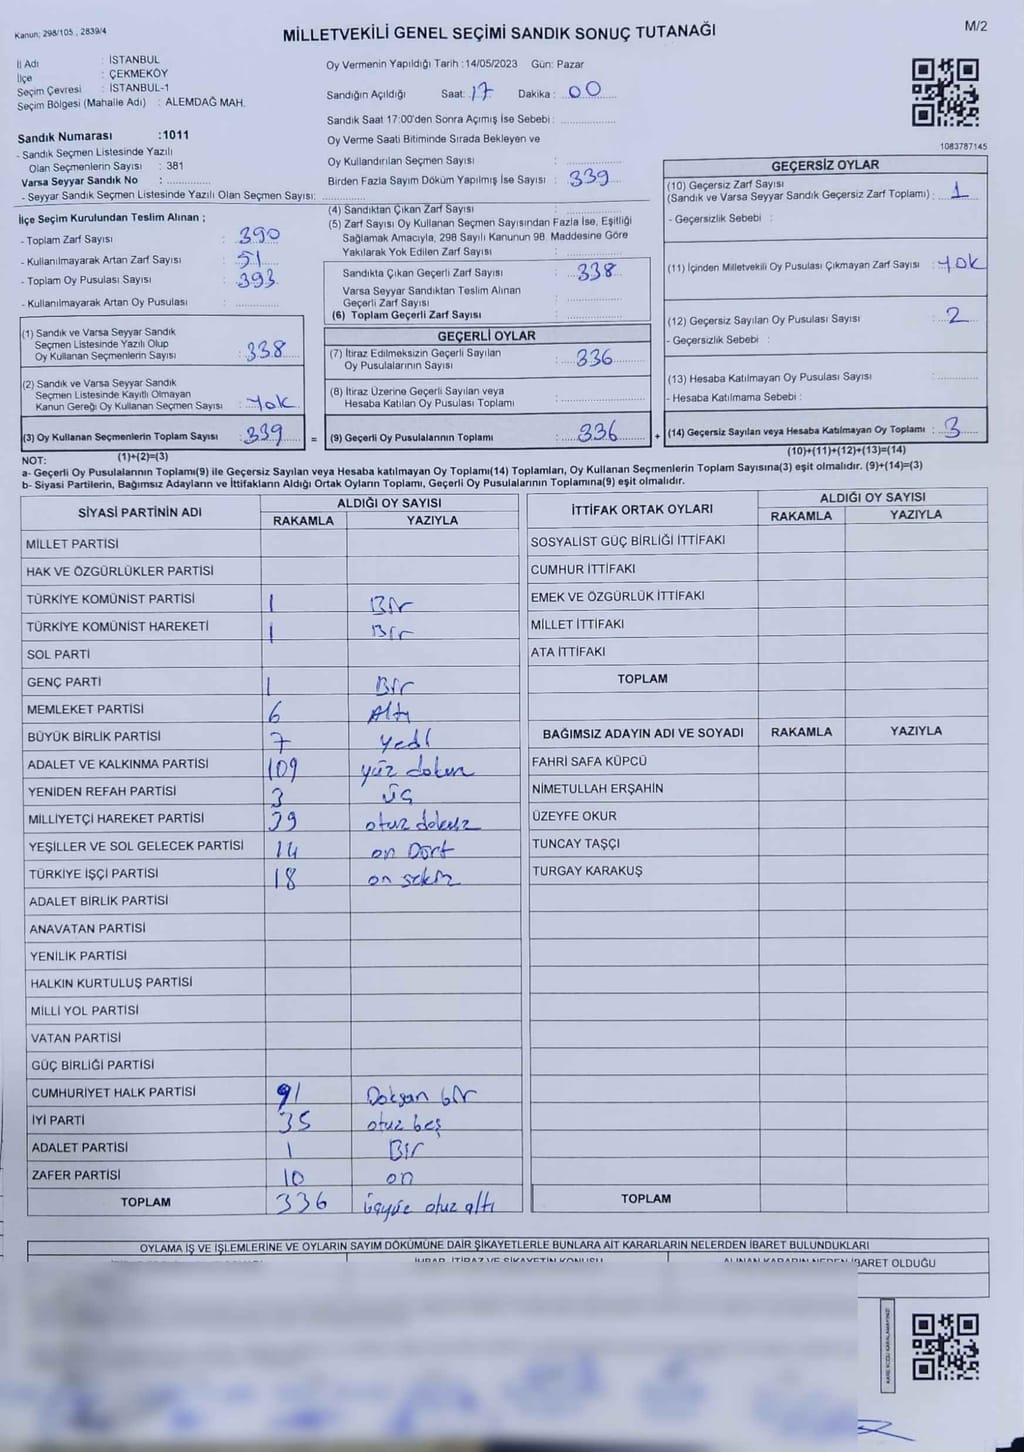 Kanun; 298/105 , 2839/4
MİLLETVEKİLİ GENEL SEÇİMİ SANDIK SONUÇ TUTANAĞI
M/2
İl Adı : İSTANBUL
İlçe : ÇEKMEKÖY
Seçim Çevresi : İSTANBUL-1
Seçim Bölgesi (Mahalle Adı) : ALEMDAĞ MAH.
Sandık Numarası :1011
- Sandık Seçmen Listesinde Yazılı
Olan Seçmenlerin Sayısı : 381
Varsa Seyyar Sandık No :
- Seyyar Sandık Seçmen Listesinde Yazılı Olan Seçmen Sayısı:
Oy Vermenin Yapıldığı Tarih :14/05/2023 Gün: Pazar
Sandığın Açıldığı Saat: 17 Dakika : 00
Sandık Saat 17:00'den Sonra Açımış İse Sebebi :
Oy Verme Saati Bitiminde Sırada Bekleyen ve
Oy Kullandırılan Seçmen Sayısı :
Birden Fazla Sayım Döküm Yapılmış İse Sayısı : 339
1083787145
İlçe Seçim Kurulundan Teslim Alınan ;
- Toplam Zarf Sayısı : 390
- Kullanılmayarak Artan Zarf Sayısı : 51
- Toplam Oy Pusulası Sayısı : 393
- Kullanılmayarak Artan Oy Pusulası :
(1) Sandık ve Varsa Seyyar Sandık
Seçmen Listesinde Yazılı Olup
Oy Kullanan Seçmenlerin Sayısı : 338
(2) Sandık ve Varsa Seyyar Sandık
Seçmen Listesinde Kayıtlı Olmayan
Kanun Gereği Oy Kullanan Seçmen Sayısı : Yok
(3) Oy Kullanan Seçmenlerin Toplam Sayısı : 339 =
(4) Sandıktan Çıkan Zarf Sayısı :
(5) Zarf Sayısı Oy Kullanan Seçmen Sayısından Fazla İse, Eşitliği
Sağlamak Amacıyla, 298 Sayılı Kanunun 98. Maddesine Göre
Yakılarak Yok Edilen Zarf Sayısı :
Sandıkta Çıkan Geçerli Zarf Sayısı : 338
Varsa Seyyar Sandıktan Teslim Alınan
Geçerli Zarf Sayısı :
(6) Toplam Geçerli Zarf Sayısı :
GEÇERLİ OYLAR
(7) İtiraz Edilmeksizin Geçerli Sayılan
Oy Pusulalarının Sayısı : 336
(8) İtiraz Üzerine Geçerli Sayılan veya
Hesaba Katılan Oy Pusulası Toplamı :
(9) Geçerli Oy Pusulalarının Toplamı : 336 +
GEÇERSİZ OYLAR
(10) Geçersiz Zarf Sayısı
(Sandık ve Varsa Seyyar Sandık Geçersiz Zarf Toplamı) : 1
- Geçersizlik Sebebi :
(11) İçinden Milletvekili Oy Pusulası Çıkmayan Zarf Sayısı : Yok
(12) Geçersiz Sayılan Oy Pusulası Sayısı : 2
- Geçersizlik Sebebi :
(13) Hesaba Katılmayan Oy Pusulası Sayısı :
- Hesaba Katılmama Sebebi :
(14) Geçersiz Sayılan veya Hesaba Katılmayan Oy Toplamı : 3
NOT: (1)+(2)=(3)
(10)+(11)+(12)+(13)=(14)
a- Geçerli Oy Pusulalarının Toplamı(9) ile Geçersiz Sayılan veya Hesaba katılmayan Oy Toplamı(14) Toplamları, Oy Kullanan Seçmenlerin Toplam Sayısına(3) eşit olmalıdır. (9)+(14)=(3)
b- Siyasi Partilerin, Bağımsız Adayların ve İttifakların Aldığı Ortak Oyların Toplamı, Geçerli Oy Pusulalarının Toplamına(9) eşit olmalıdır.
SİYASİ PARTİNİN ADI
ALDIĞI OY SAYISI
RAKAMLA YAZIYLA
MİLLET PARTİSİ
HAK VE ÖZGÜRLÜKLER PARTİSİ
TÜRKİYE KOMÜNİST PARTİSİ 1 Bir
TÜRKİYE KOMÜNİST HAREKETİ 1 Bir
SOL PARTİ
GENÇ PARTİ 1 Bir
MEMLEKET PARTİSİ 6 Altı
BÜYÜK BİRLİK PARTİSİ 7 Yedi
ADALET VE KALKINMA PARTİSİ 109 yüz dokuz
YENİDEN REFAH PARTİSİ 3 üç
MİLLİYETÇİ HAREKET PARTİSİ 39 otuz dokuz
YEŞİLLER VE SOL GELECEK PARTİSİ 14 on Dört
TÜRKİYE İŞÇİ PARTİSİ 18 on sekiz
ADALET BİRLİK PARTİSİ
ANAVATAN PARTİSİ
YENİLİK PARTİSİ
HALKIN KURTULUŞ PARTİSİ
MİLLİ YOL PARTİSİ
VATAN PARTİSİ
GÜÇ BİRLİĞİ PARTİSİ
CUMHURİYET HALK PARTİSİ 91 Doksan bir
İYİ PARTİ 35 otuz beş
ADALET PARTİSİ 1 Bir
ZAFER PARTİSİ 10 on
TOPLAM 336 üçyüz otuz altı
İTTİFAK ORTAK OYLARI
ALDIĞI OY SAYISI
RAKAMLA YAZIYLA
SOSYALİST GÜÇ BİRLİĞİ İTTİFAKI
CUMHUR İTTİFAKI
EMEK VE ÖZGÜRLÜK İTTİFAKI
MİLLET İTTİFAKI
ATA İTTİFAKI
TOPLAM
BAĞIMSIZ ADAYIN ADI VE SOYADI RAKAMLA YAZIYLA
FAHRİ SAFA KÜPCÜ
NİMETULLAH ERŞAHİN
ÜZEYFE OKUR
TUNCAY TAŞÇI
TURGAY KARAKUŞ
TOPLAM
OYLAMA İŞ VE İŞLEMLERİNE VE OYLARIN SAYIM DÖKÜMÜNE DAİR ŞİKAYETLERLE BUNLARA AİT KARARLARIN NELERDEN İBARET BULUNDUKLARI
İTİRAZ VE ŞİKAYETİN KONUSU
ALINAN KARARIN NEDEN İBARET OLDUĞU
KARE KODU KARALAMAYINIZ!